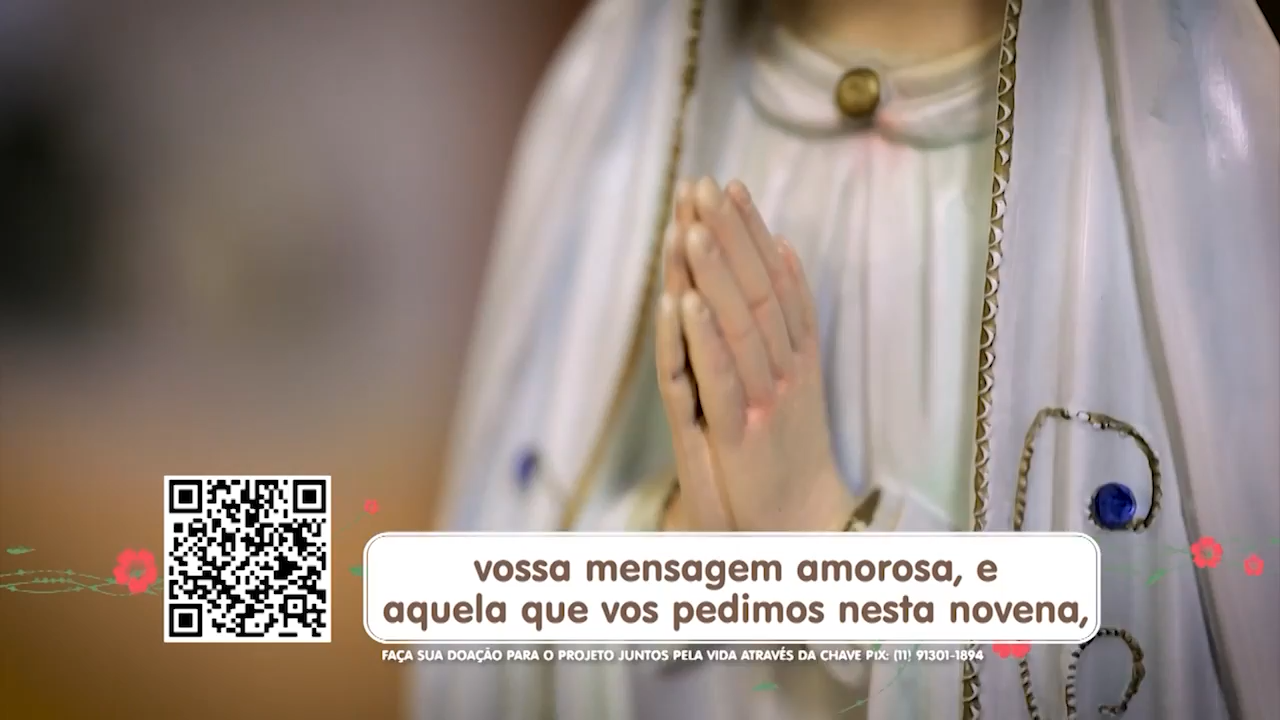 vossa mensagem amorosa, e
aquela que vos pedimos nesta novena,
FAÇA SUA DOAÇÃO PARA O PROJETO JUNTOS PELA VIDA ATRAVÉS DA CHAVE PIX: (11) 91301-1894